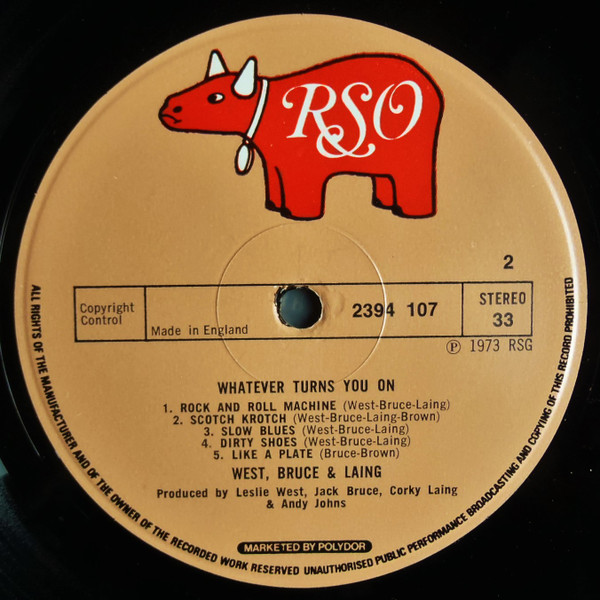 RSO
2
Copyright
Control
Made in England
2394 107
STEREO
33
℗ 1973 RSG
WHATEVER TURNS YOU ON
1. ROCK AND ROLL MACHINE (West-Bruce-Laing)
2. SCOTCH KROTCH (West-Bruce-Laing-Brown)
3. SLOW BLUES (West-Bruce-Laing)
4. DIRTY SHOES (West-Bruce-Laing)
5. LIKE A PLATE (Bruce-Brown)
WEST, BRUCE & LAING
Produced by Leslie West, Jack Bruce, Corky Laing
& Andy Johns
MARKETED BY POLYDOR
ALL RIGHTS OF THE MANUFACTURER AND OF THE OWNER OF THE RECORDED WORK RESERVED UNAUTHORISED PUBLIC PERFORMANCE BROADCASTING AND COPYING OF THIS RECORD PROHIBITED